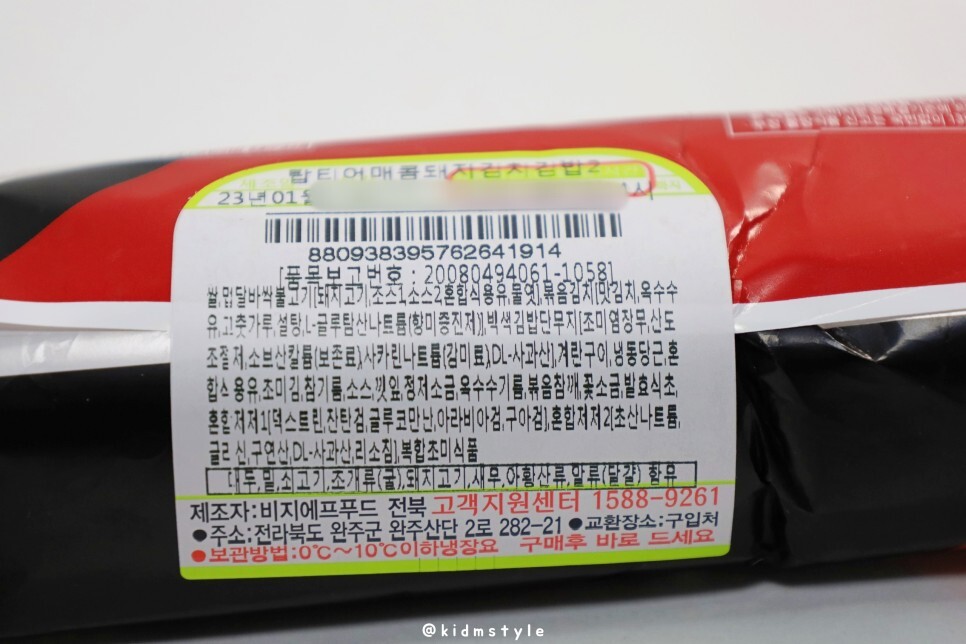 탑티어매콤돼지김치김밥2
23년01
880938395762641914
[품목보고번호 : 20080494061-1058]
쌀,밉달바싹불고기[돼지고기,소스1소스2,혼합식용유,물엿],볶음김치[맛김치,옥수수
유,고춧가루,설탕,L-글루탐산나트륨(향미증진제)],박색김밥단무지[조미염장무,산도
조절제,소브산칼륨(보존료),사카린나트륨(감미료),DL-사과산],계란구이,냉동당근,혼
합식용유,조미김,참기름,소스,깻잎,정제소금,옥수수기름,볶음참깨,꽃소금,발효식초,
혼합제제1[덱스트린,잔탄검,글루코만난,아라비아검,구아검],혼합제제2[초산나트륨,
글리신,구연산,DL-사과산,리소짐],복합조미식품
대두,밀,쇠고기,조개류(굴),돼지고기,새우,아황산류,알류(달걀) 함유
제조자:비지에프푸드 전북 고객지원센터 1588-9261
●주소:전라북도 완주군 완주산단 2로 282-21 ●교환장소:구입처
●보관방법:0℃~10℃이하냉장요 구매후 바로 드세요
@kidmstyle